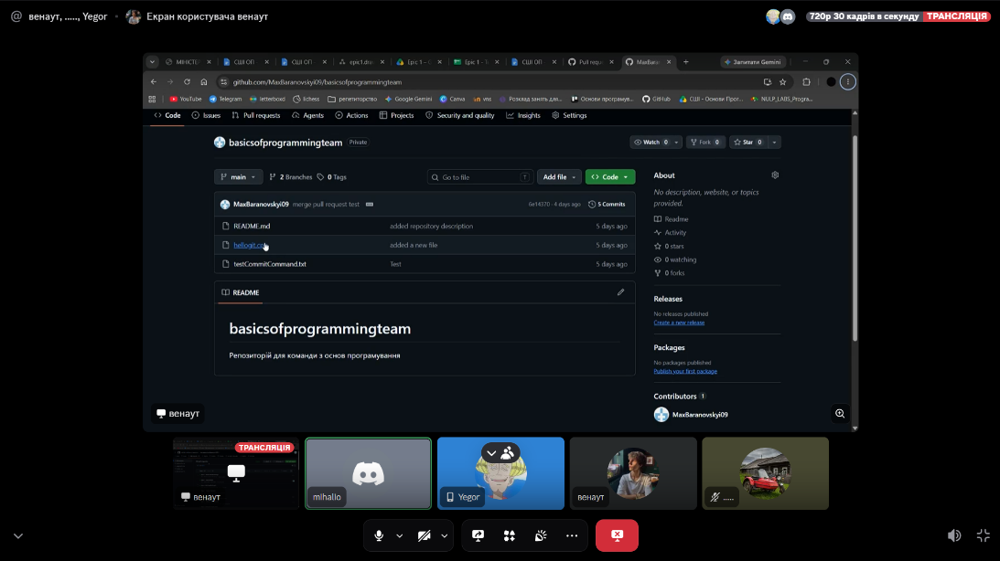 @ венаут, ....., Yegor • Екран користувача венаут
720p 30 кадрів в секунду ТРАНСЛЯЦІЯ
МІНІСТЕР СШІ ОП СШІ ОП epic1.draw Epic 1 – Epic 1 - СШІ ОП Pull reque MaxBaran Запитати Gemini
github.com/MaxBaranovskyi09/basicsofprogrammingteam
YouTube Telegram letterboxd lichess репетиторство Google Gemini Canva vns Розклад занять для... Основи програмув... GitHub СШІ - Основи Прог... NULP_LABS_Progra...
Code Issues Pull requests Agents Actions Projects Security and quality Insights Settings
basicsofprogrammingteam Private
Watch 0 Fork 0 Star 0
main 2 Branches 0 Tags Go to file T Add file Code
About
No description, website, or topics
provided.
MaxBaranovskyi09 merge pull request test 6e14370 · 4 days ago 5 Commits
README.md added repository description 5 days ago
hellogit.cpp added a new file 5 days ago
testCommitCommand.txt Test 5 days ago
Readme
Activity
0 stars
0 watching
0 forks
README
basicsofprogrammingteam
Репозиторій для команди з основ програмування
Releases
No releases published
Create a new release
Packages
No packages published
Publish your first package
Contributors 1
MaxBaranovskyi09
венаут
ТРАНСЛЯЦІЯ
венаут
mihailo
Yegor
венаут
.....